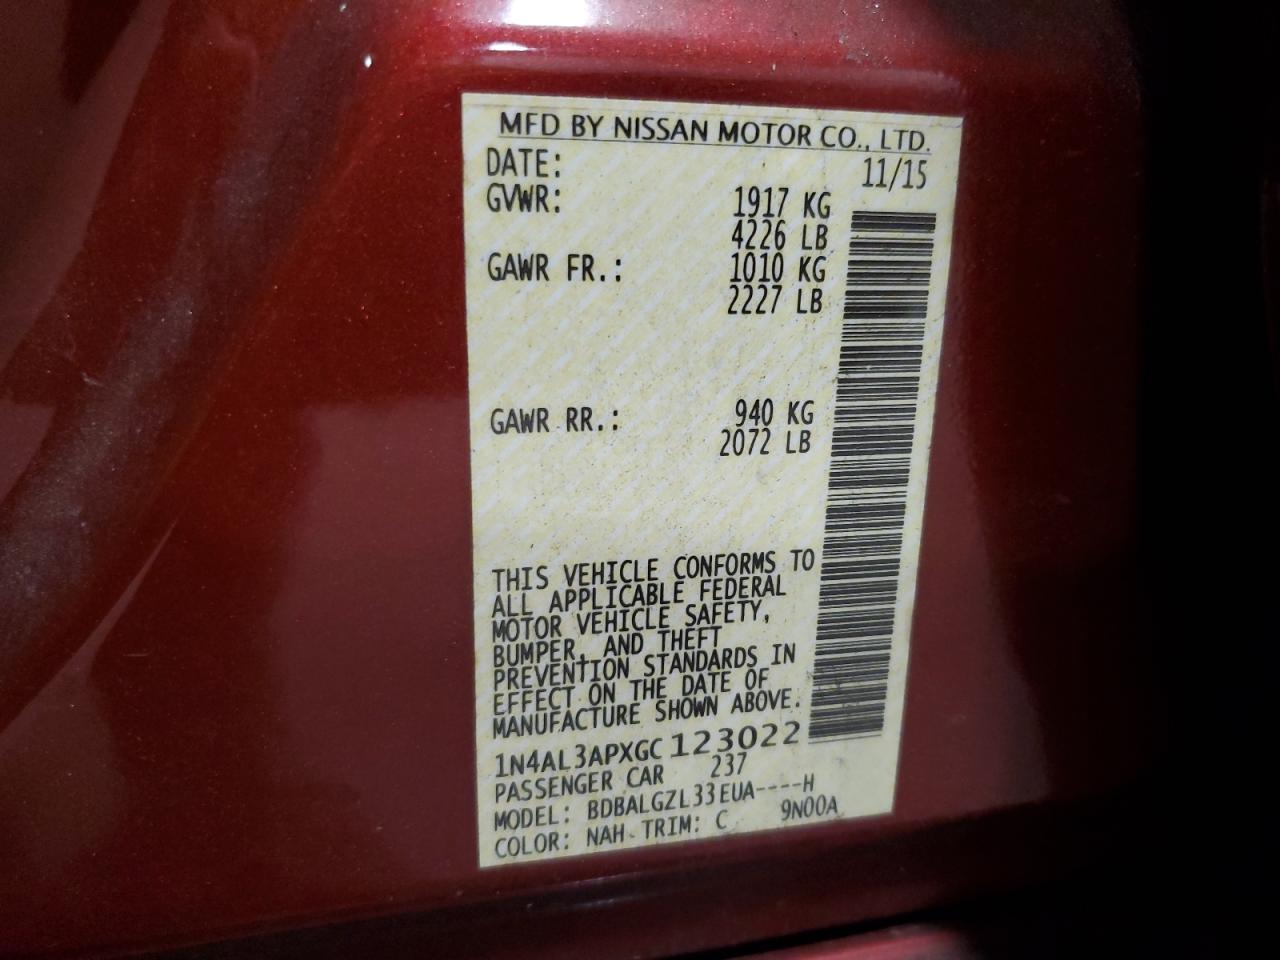 MFD BY NISSAN MOTOR CO., LTD.
DATE: 11/15
GVWR: 1917 KG
4226 LB
GAWR FR.: 1010 KG
2227 LB
GAWR RR.: 940 KG
2072 LB
THIS VEHICLE CONFORMS TO
ALL APPLICABLE FEDERAL
MOTOR VEHICLE SAFETY,
BUMPER, AND THEFT
PREVENTION STANDARDS IN
EFFECT ON THE DATE OF
MANUFACTURE SHOWN ABOVE.
1N4AL3APXGC123022
PASSENGER CAR 237
MODEL: BDBALGZL33EUA----H
COLOR: NAH TRIM: C 9N00A